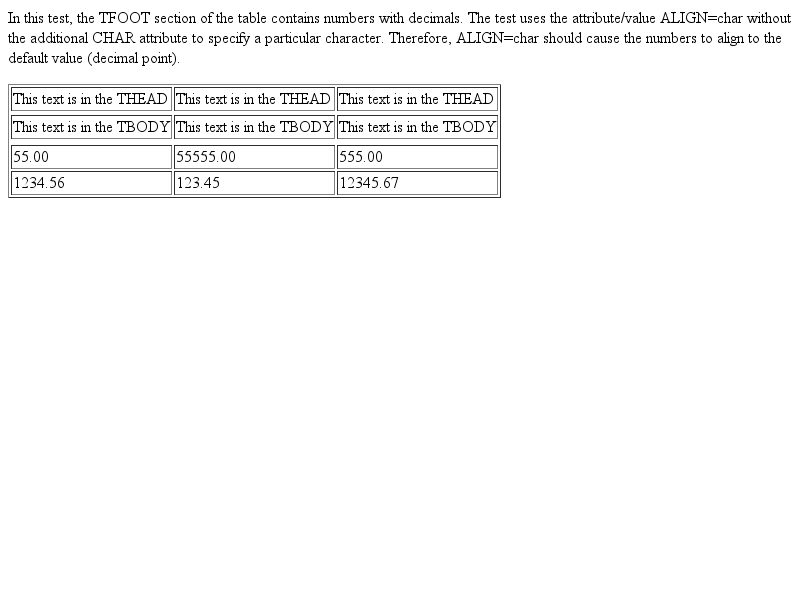 In this test, the TFOOT section of the table contains numbers with decimals. The test uses the attribute/value ALIGN=char without
the additional CHAR attribute to specify a particular character. Therefore, ALIGN=char should cause the numbers to align to the
default value (decimal point).
This text is in the THEAD This text is in the THEAD This text is in the THEAD
This text is in the TBODY This text is in the TBODY This text is in the TBODY
55.00 55555.00 555.00
1234.56 123.45 12345.67